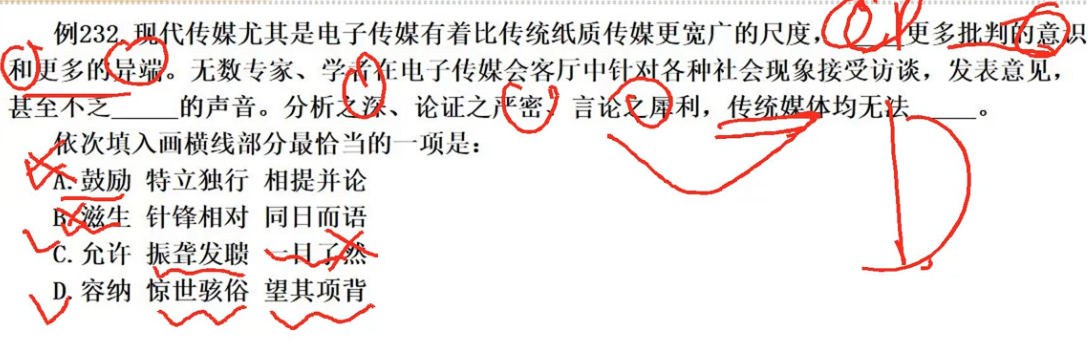 例232.现代传媒尤其是电子传媒有着比传统纸质传媒更宽广的尺度,____更多批判的意识
和更多的异端。无数专家、学者在电子传媒会客厅中针对各种社会现象接受访谈,发表意见,
甚至不乏_____的声音。分析之深、论证之严密、言论之犀利,传统媒体均无法_____。
依次填入画横线部分最恰当的一项是:
A.鼓励 特立独行 相提并论
B.滋生 针锋相对 同日而语
C.允许 振聋发聩 一目了然
D.容纳 惊世骇俗 望其项背